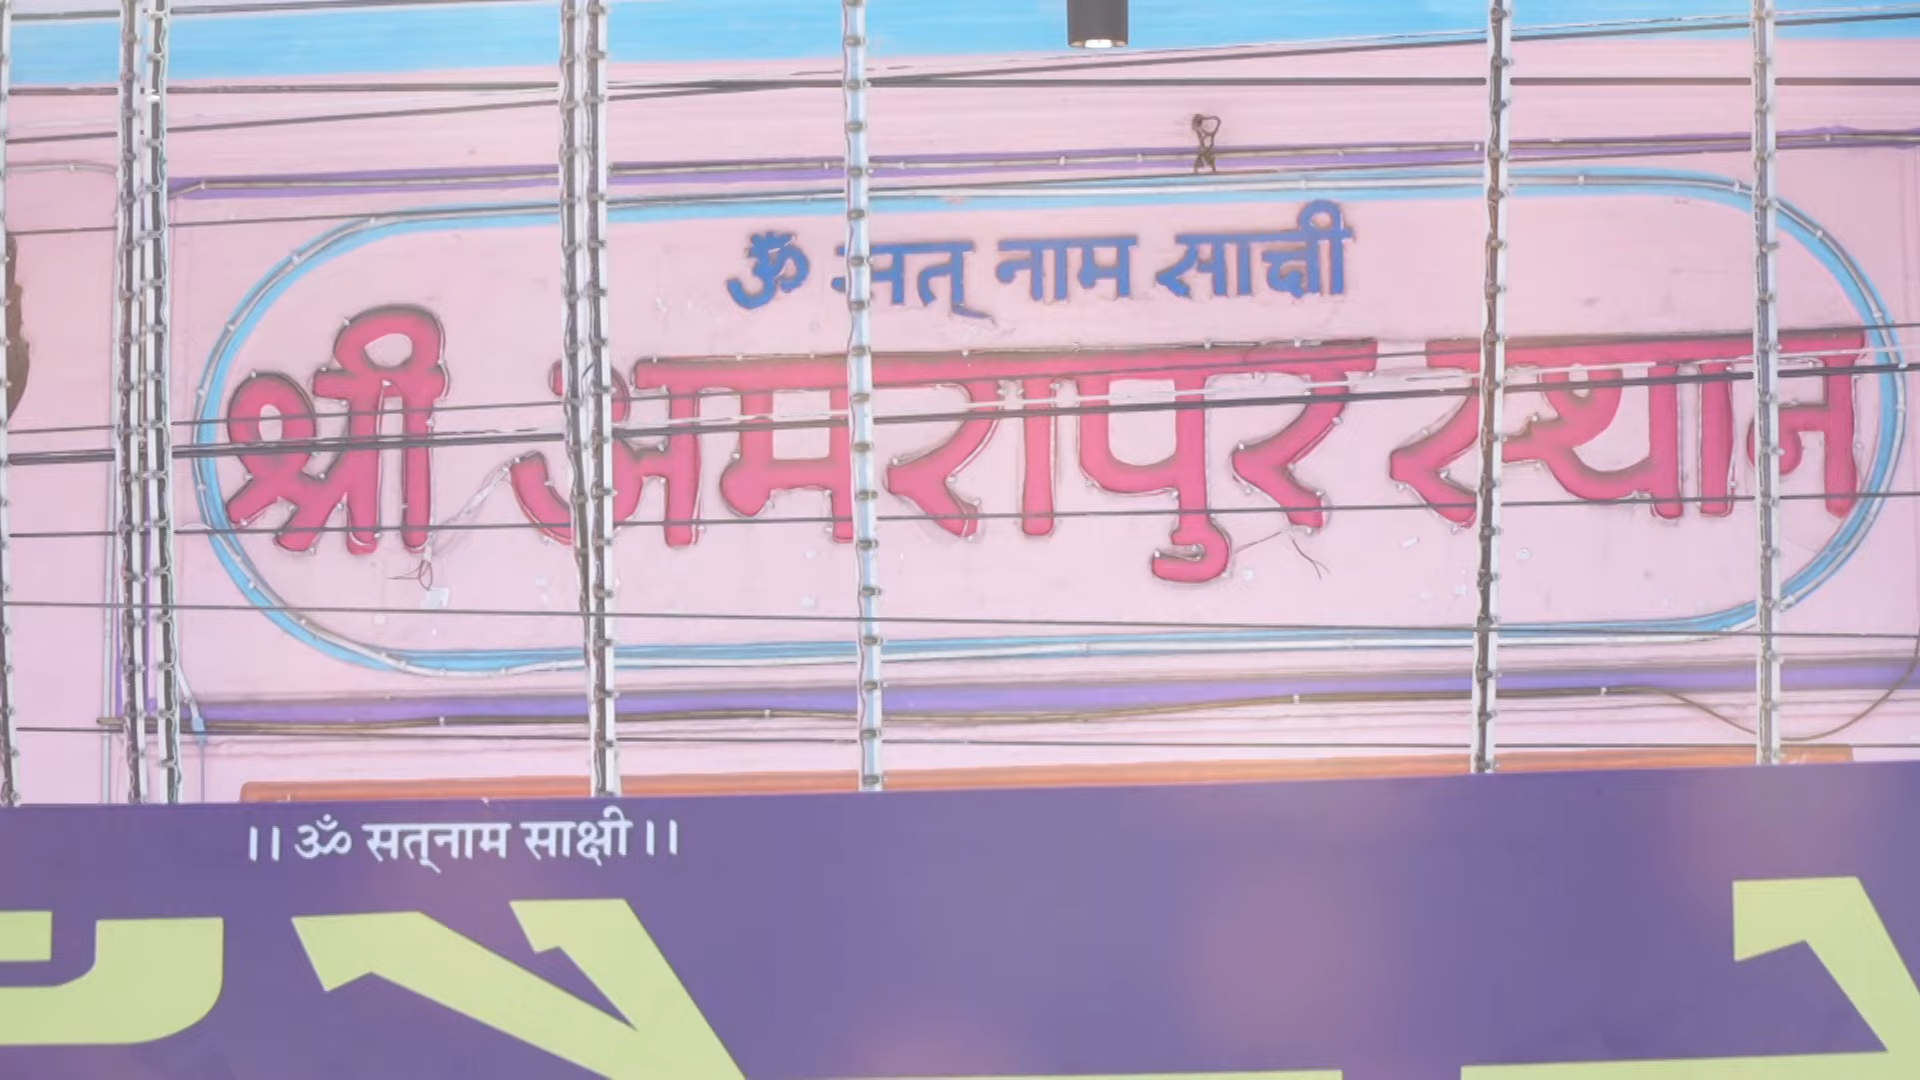 ॐ सत् नाम साक्षी
श्री अमरापुर स्थान
।। ॐ सत्‌नाम साक्षी ।।